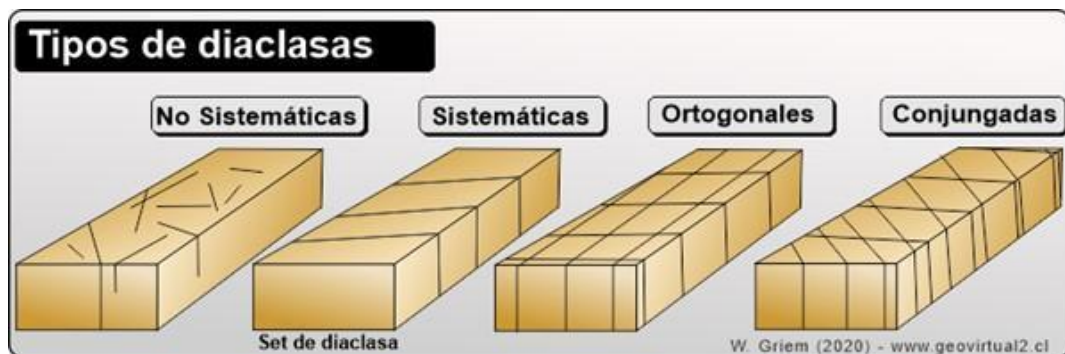 Tipos de diaclasas
No Sistemáticas
Sistemáticas
Ortogonales
Conjungadas
Set de diaclasa
W. Griem (2020) - www.geovirtual2.cl